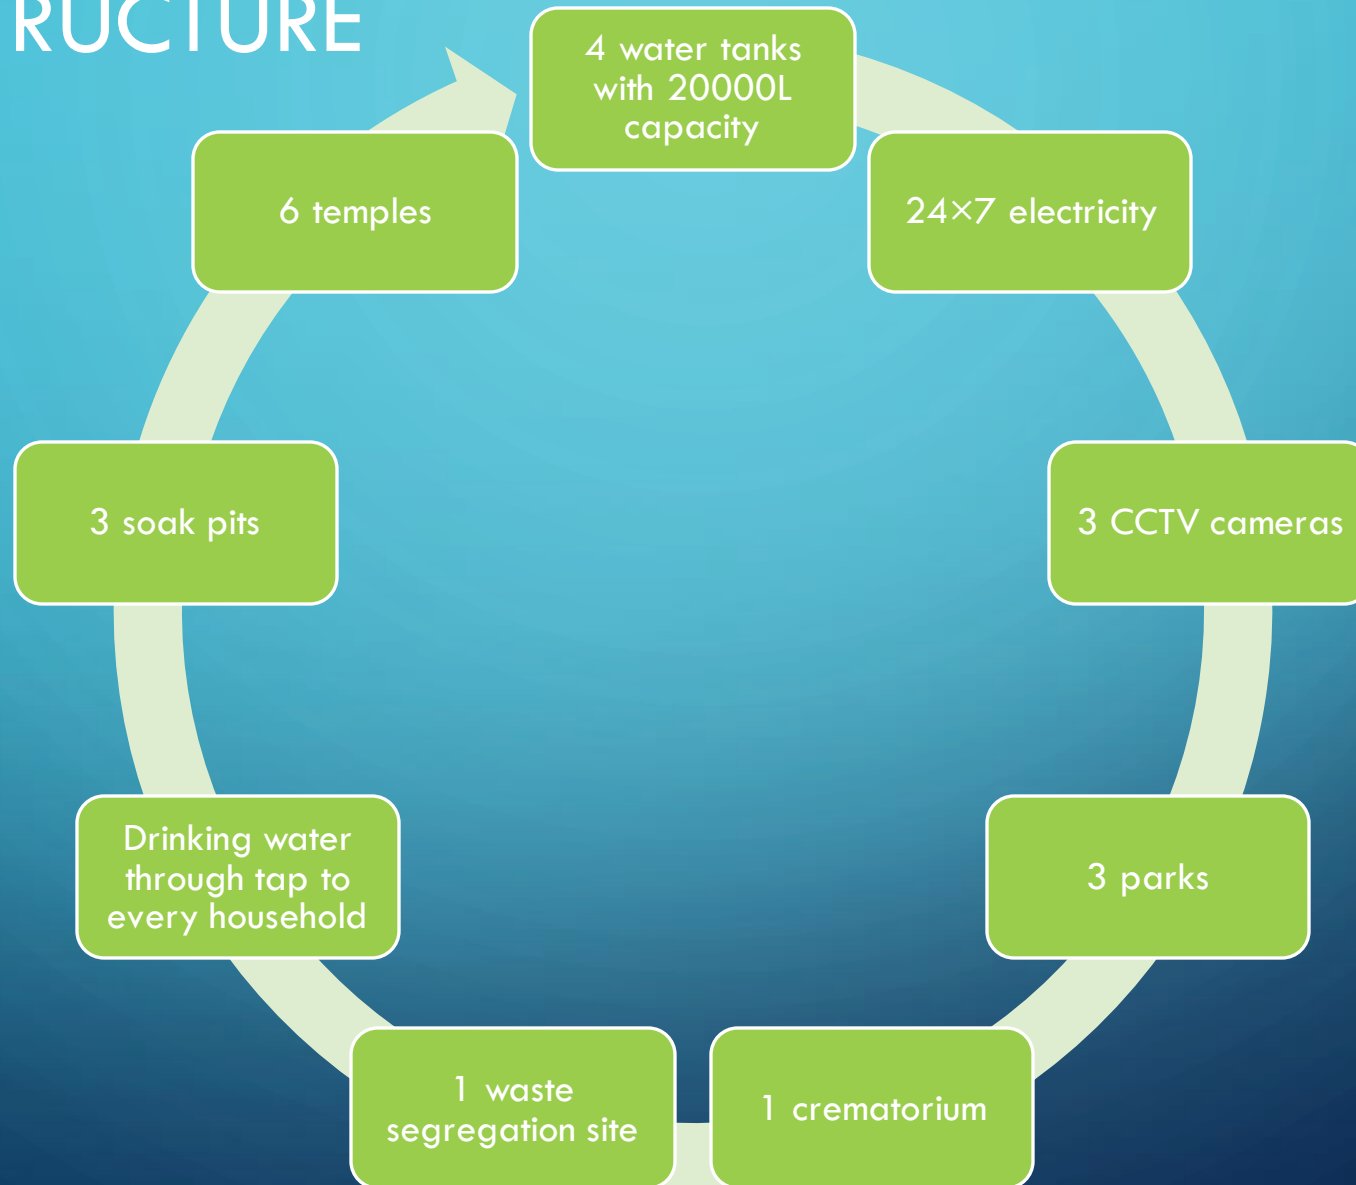 RUCTURE
4 water tanks
with 20000L
capacity
24×7 electricity
3 CCTV cameras
3 parks
1 crematorium
1 waste
segregation site
Drinking water
through tap to
every household
3 soak pits
6 temples